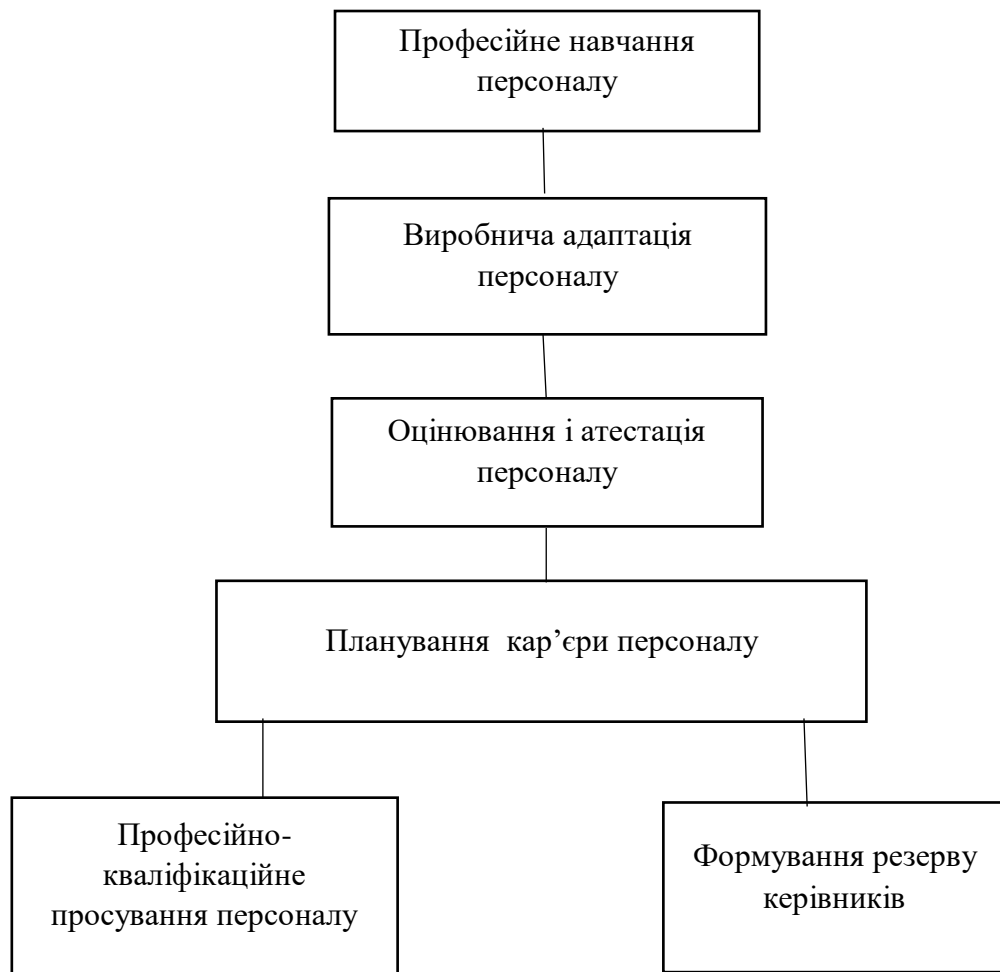 Професійне навчання
персоналу
Виробнича адаптація
персоналу
Оцінювання і атестація
персоналу
Планування  кар’єри персоналу
Професійно-
кваліфікаційне
просування персоналу
Формування резерву
керівників